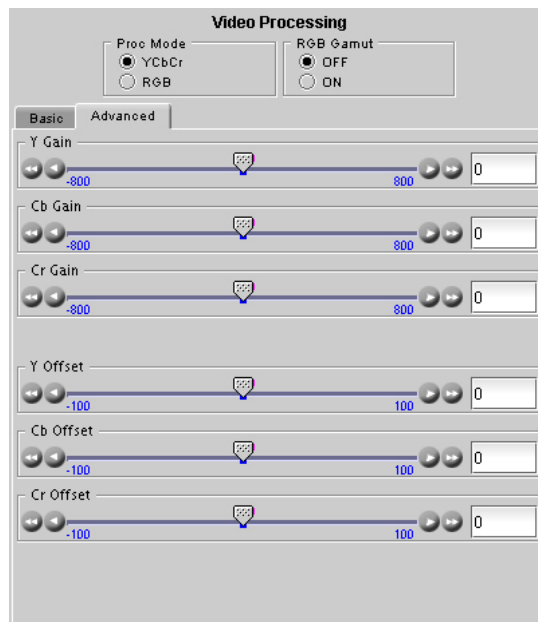 Video Processing
Proc Mode
YCbCr
RGB
RGB Gamut
OFF
ON
Basic
Advanced
Y Gain
-800
800
0
Cb Gain
-800
800
0
Cr Gain
-800
800
0
Y Offset
-100
100
0
Cb Offset
-100
100
0
Cr Offset
-100
100
0